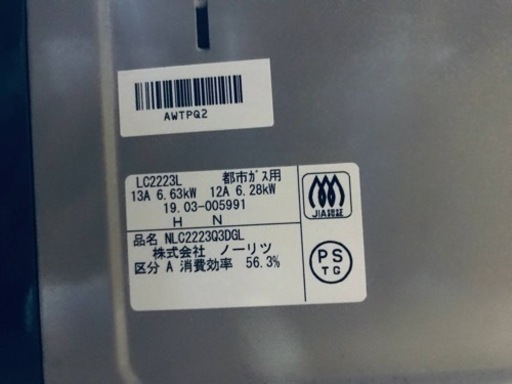 AWTPQ2
LC2223L 都市ガス用
13A 6.63kW 12A 6.28kW
19.03-005991
H N
JIA認証
品名 NLC2223Q3DGL
株式会社 ノーリツ
区分 A 消費効率 56.3%
PS
TG